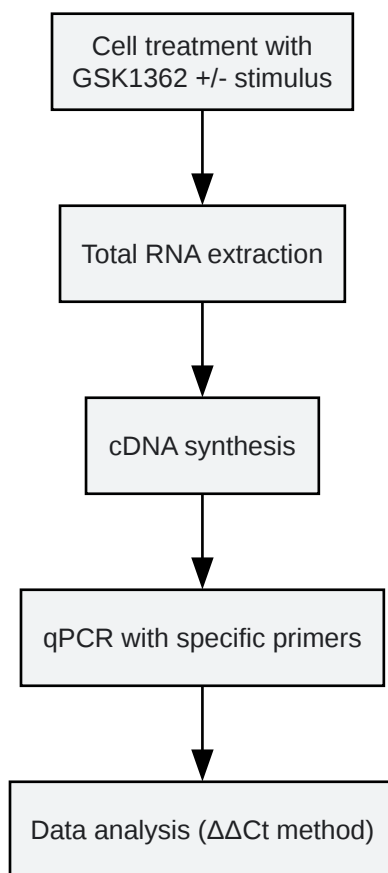 Cell treatment with
GSK1362 +/- stimulus
Total RNA extraction
cDNA synthesis
qPCR with specific primers
Data analysis (ΔΔCt method)